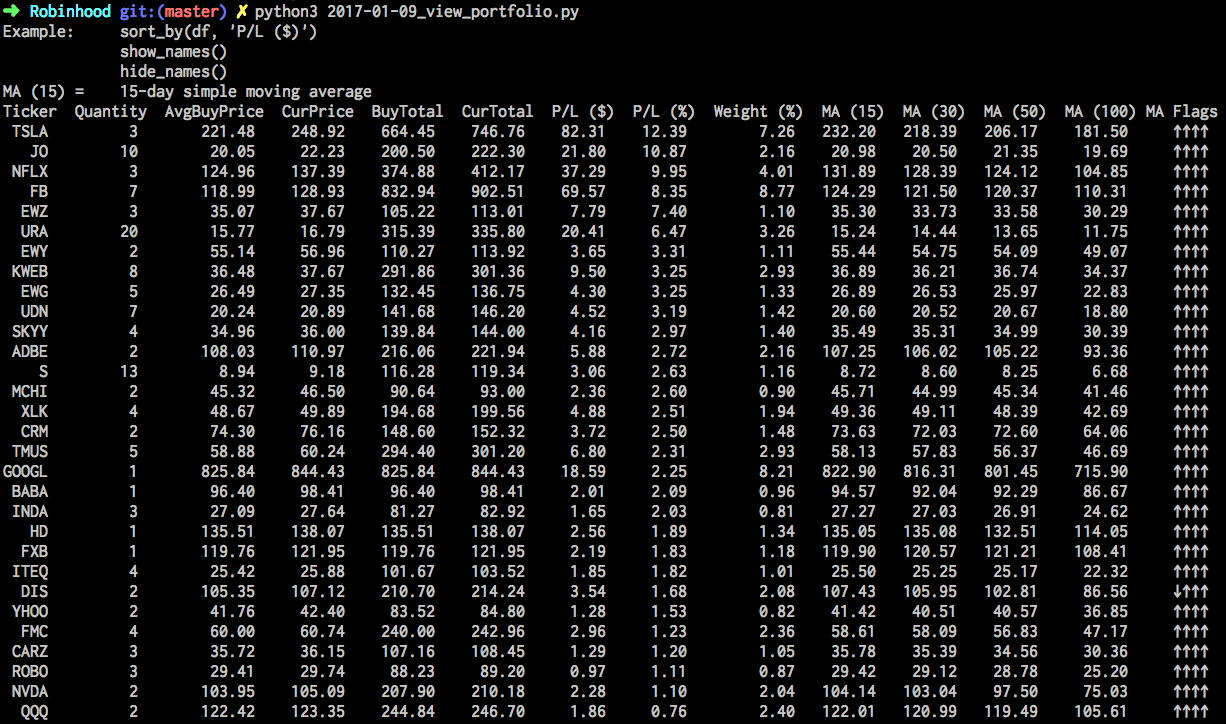 ➜ Robinhood git:(master) ✗ python3 2017-01-09_view_portfolio.py
Example: sort_by(df, 'P/L ($)')
show_names()
hide_names()
MA (15) = 15-day simple moving average
Ticker Quantity AvgBuyPrice CurPrice BuyTotal CurTotal P/L ($) P/L (%) Weight (%) MA (15) MA (30) MA (50) MA (100) MA Flags
TSLA 3 221.48 248.92 664.45 746.76 82.31 12.39 7.26 232.20 218.39 206.17 181.50 ↑↑↑↑
JO 10 20.05 22.23 200.50 222.30 21.80 10.87 2.16 20.98 20.50 21.35 19.69 ↑↑↑↑
NFLX 3 124.96 137.39 374.88 412.17 37.29 9.95 4.01 131.89 128.39 124.12 104.85 ↑↑↑↑
FB 7 118.99 128.93 832.94 902.51 69.57 8.35 8.77 124.29 121.50 120.37 110.31 ↑↑↑↑
EWZ 3 35.07 37.67 105.22 113.01 7.79 7.40 1.10 35.30 33.73 33.58 30.29 ↑↑↑↑
URA 20 15.77 16.79 315.39 335.80 20.41 6.47 3.26 15.24 14.44 13.65 11.75 ↑↑↑↑
EWY 2 55.14 56.96 110.27 113.92 3.65 3.31 1.11 55.44 54.75 54.09 49.07 ↑↑↑↑
KWEB 8 36.48 37.67 291.86 301.36 9.50 3.25 2.93 36.89 36.21 36.74 34.37 ↑↑↑↑
EWG 5 26.49 27.35 132.45 136.75 4.30 3.25 1.33 26.89 26.53 25.97 22.83 ↑↑↑↑
UDN 7 20.24 20.89 141.68 146.20 4.52 3.19 1.42 20.60 20.52 20.67 18.80 ↑↑↑↑
SKYY 4 34.96 36.00 139.84 144.00 4.16 2.97 1.40 35.49 35.31 34.99 30.39 ↑↑↑↑
ADBE 2 108.03 110.97 216.06 221.94 5.88 2.72 2.16 107.25 106.02 105.22 93.36 ↑↑↑↑
S 13 8.94 9.18 116.28 119.34 3.06 2.63 1.16 8.72 8.60 8.25 6.68 ↑↑↑↑
MCHI 2 45.32 46.50 90.64 93.00 2.36 2.60 0.90 45.71 44.99 45.34 41.46 ↑↑↑↑
XLK 4 48.67 49.89 194.68 199.56 4.88 2.51 1.94 49.36 49.11 48.39 42.69 ↑↑↑↑
CRM 2 74.30 76.16 148.60 152.32 3.72 2.50 1.48 73.63 72.03 72.60 64.06 ↑↑↑↑
TMUS 5 58.88 60.24 294.40 301.20 6.80 2.31 2.93 58.13 57.83 56.37 46.69 ↑↑↑↑
GOOGL 1 825.84 844.43 825.84 844.43 18.59 2.25 8.21 822.90 816.31 801.45 715.90 ↑↑↑↑
BABA 1 96.40 98.41 96.40 98.41 2.01 2.09 0.96 94.57 92.04 92.29 86.67 ↑↑↑↑
INDA 3 27.09 27.64 81.27 82.92 1.65 2.03 0.81 27.27 27.03 26.91 24.62 ↑↑↑↑
HD 1 135.51 138.07 135.51 138.07 2.56 1.89 1.34 135.05 135.08 132.51 114.05 ↑↑↑↑
FXB 1 119.76 121.95 119.76 121.95 2.19 1.83 1.18 119.90 120.57 121.21 108.41 ↑↑↑↑
ITEQ 4 25.42 25.88 101.67 103.52 1.85 1.82 1.01 25.50 25.25 25.17 22.32 ↑↑↑↑
DIS 2 105.35 107.12 210.70 214.24 3.54 1.68 2.08 107.43 105.95 102.81 86.56 ↓↑↑↑
YHOO 2 41.76 42.40 83.52 84.80 1.28 1.53 0.82 41.42 40.51 40.57 36.85 ↑↑↑↑
FMC 4 60.00 60.74 240.00 242.96 2.96 1.23 2.36 58.61 58.09 56.83 47.17 ↑↑↑↑
CARZ 3 35.72 36.15 107.16 108.45 1.29 1.20 1.05 35.78 35.39 34.56 30.36 ↑↑↑↑
ROBO 3 29.41 29.74 88.23 89.20 0.97 1.11 0.87 29.42 29.12 28.78 25.20 ↑↑↑↑
NVDA 2 103.95 105.09 207.90 210.18 2.28 1.10 2.04 104.14 103.04 97.50 75.03 ↑↑↑↑
QQQ 2 122.42 123.35 244.84 246.70 1.86 0.76 2.40 122.01 120.99 119.49 105.61 ↑↑↑↑